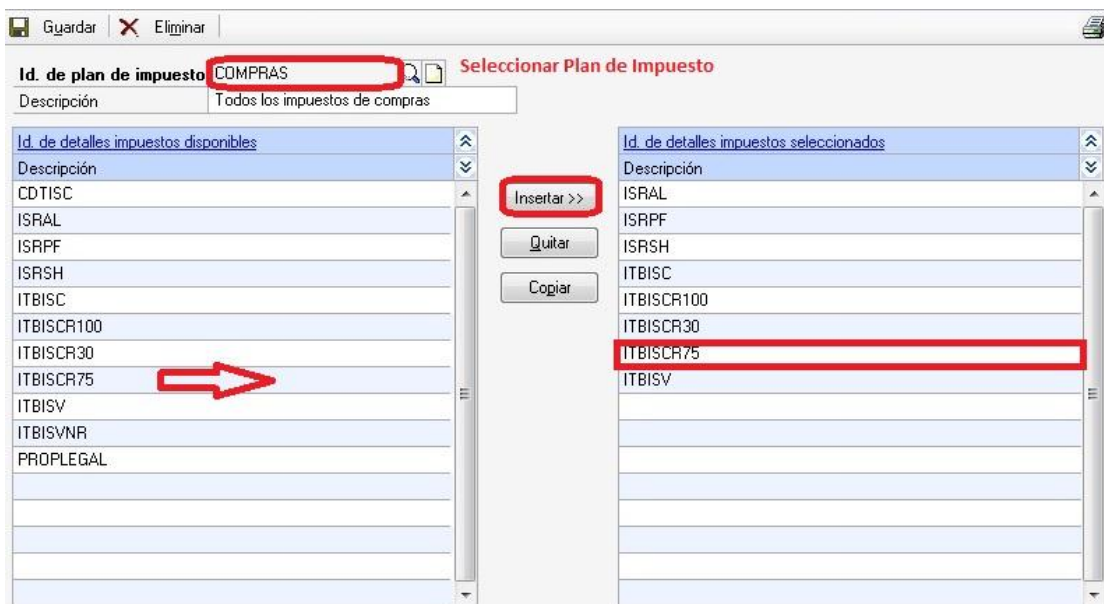 Guardar Eliminar
Id. de plan de impuesto COMPRAS Seleccionar Plan de Impuesto
Descripción Todos los impuestos de compras
Id. de detalles impuestos disponibles
Descripción
CDTISC
ISRAL
ISRPF
ISRSH
ITBISC
ITBISCR100
ITBISCR30
ITBISCR75
ITBISV
ITBISVNR
PROPLEGAL
Insertar >>
Quitar
Copiar
Id. de detalles impuestos seleccionados
Descripción
ISRAL
ISRPF
ISRSH
ITBISC
ITBISCR100
ITBISCR30
ITBISCR75
ITBISV